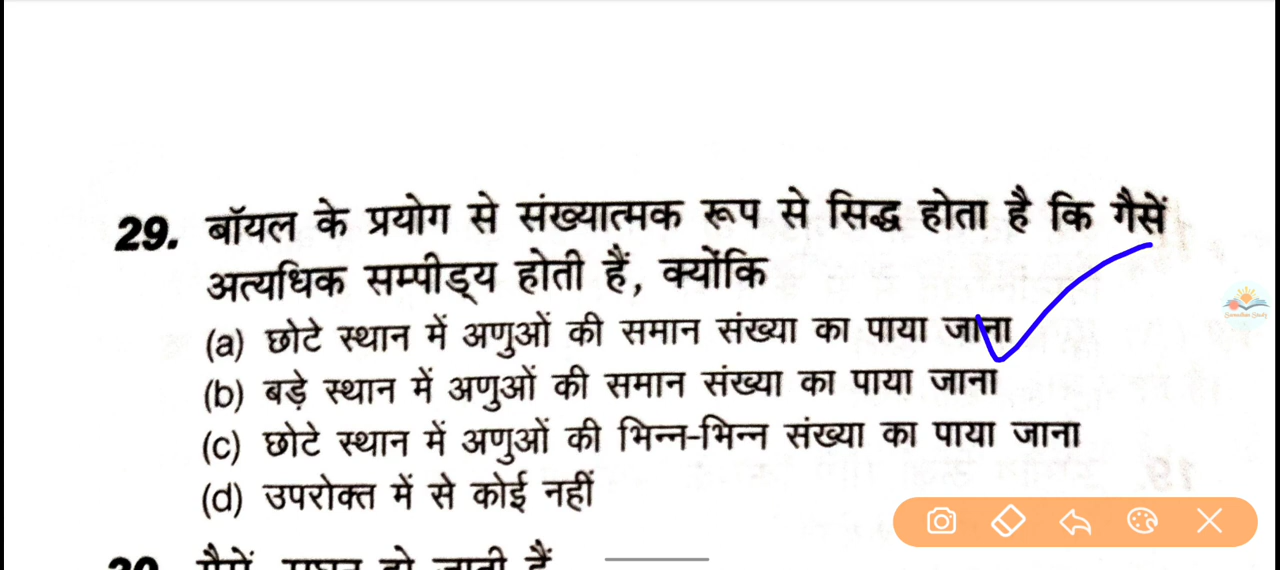 29. बॉयल के प्रयोग से संख्यात्मक रूप से सिद्ध होता है कि गैसें
अत्यधिक सम्पीड्य होती हैं, क्योंकि
(a) छोटे स्थान में अणुओं की समान संख्या का पाया जाना
(b) बड़े स्थान में अणुओं की समान संख्या का पाया जाना
(c) छोटे स्थान में अणुओं की भिन्न-भिन्न संख्या का पाया जाना
(d) उपरोक्त में से कोई नहीं